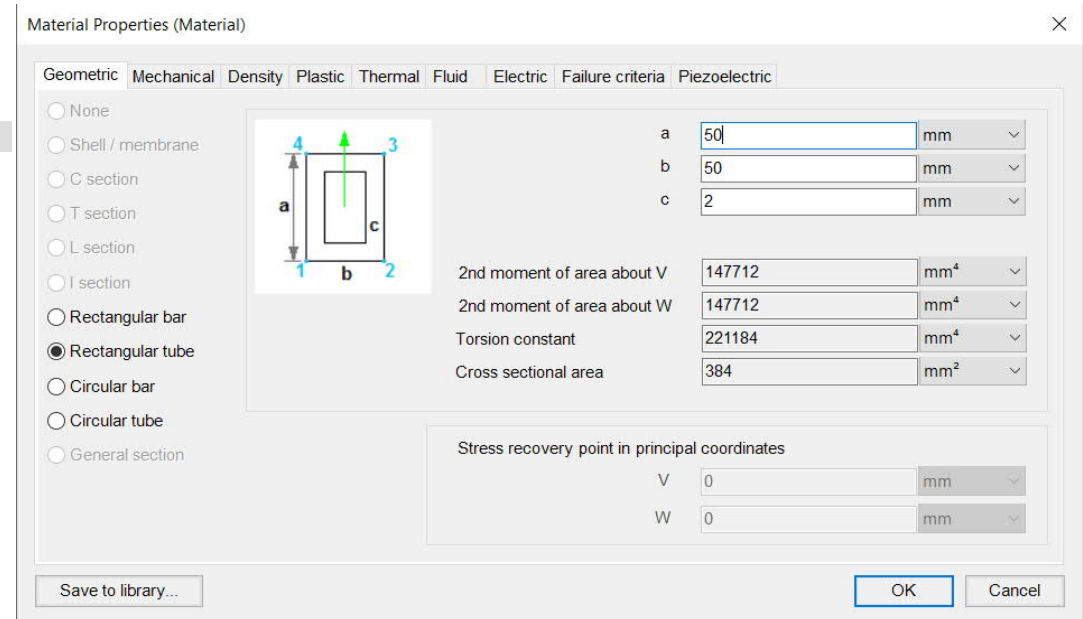 Material Properties (Material)
Geometric Mechanical Density Plastic Thermal Fluid Electric Failure criteria Piezoelectric
None
Shell / membrane
C section
T section
L section
I section
Rectangular bar
Rectangular tube
Circular bar
Circular tube
General section
4 3
a
c
1 b 2
a 50 mm
b 50 mm
c 2 mm
2nd moment of area about V 147712 mm⁴
2nd moment of area about W 147712 mm⁴
Torsion constant 221184 mm⁴
Cross sectional area 384 mm²
Stress recovery point in principal coordinates
V 0 mm
W 0 mm
Save to library... OK Cancel